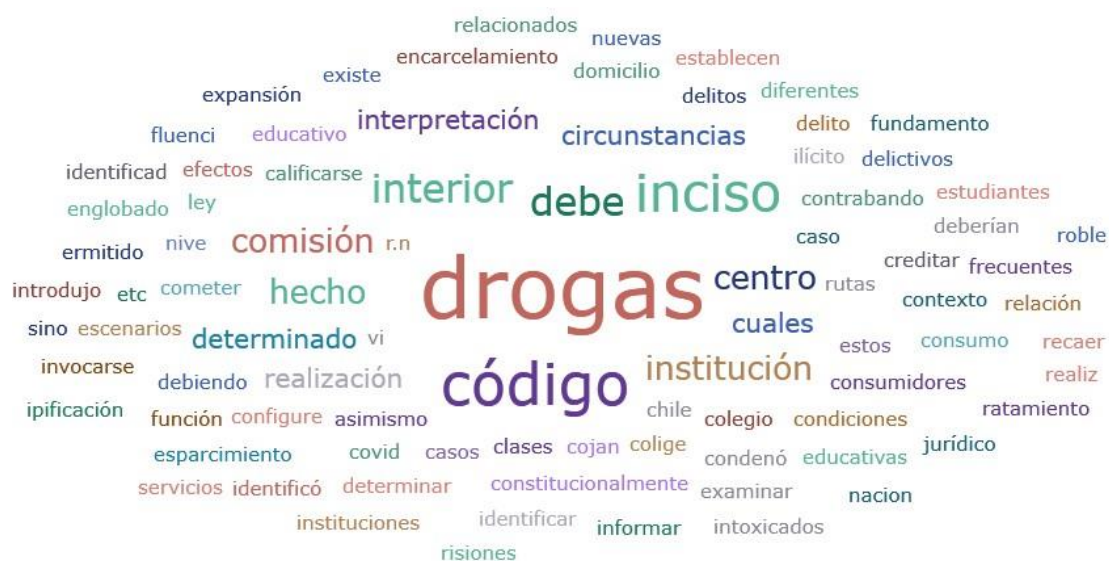 relacionados
nuevas
encarcelamiento
establecen
existe
domicilio
expansión
delitos
diferentes
fluenci
educativo
interpretación
circunstancias
delito
fundamento
identificad
efectos
calificarse
ilícito
delictivos
englobado
ley
interior
debe
inciso
contrabando
estudiantes
ermitido
nive
comisión
r.n
caso
deberían
roble
introdujo
etc
cometer
hecho
drogas
centro
rutas
creditar
frecuentes
contexto
relación
sino
escenarios
determinado
vi
cuales
estos
consumo
recaer
invocarse
debiendo
realización
código
institución
consumidores
realiz
ipificación
función
configure
asimismo
chile
colegio
condiciones
ratamiento
esparcimiento
covid
casos
clases
cojan
colige
condenó
educativas
jurídico
servicios
identificó
determinar
constitucionalmente
examinar
nacion
instituciones
identificar
informar
intoxicados
risiones